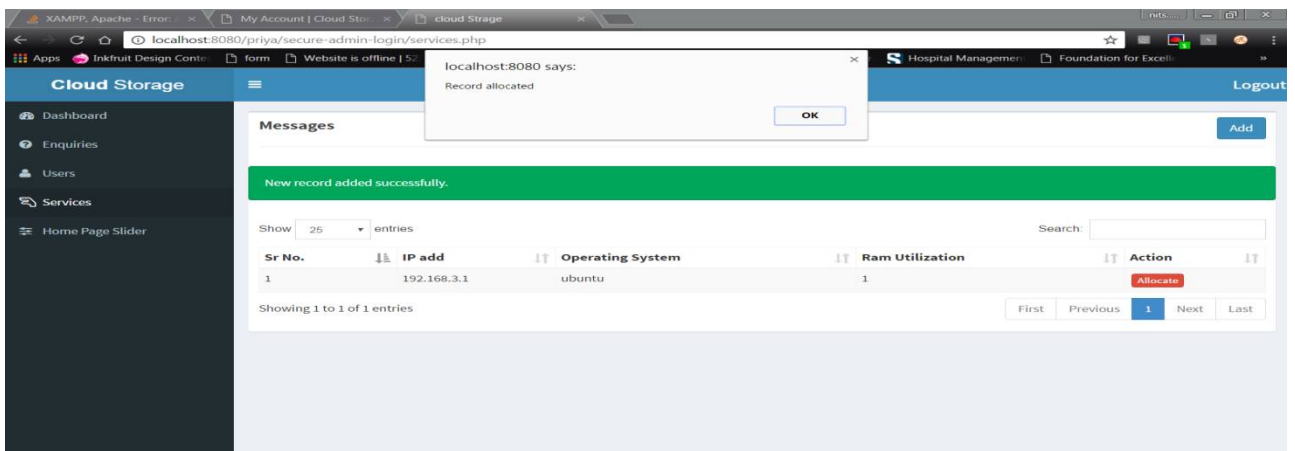 XAMPP, Apache - Error: My Account | Cloud Stor cloud Strage nits.....
localhost:8080/priya/secure-admin-login/services.php
Apps Inkfruit Design Conte form Website is offline | 52 Hospital Managemen Foundation for Excell »
localhost:8080 says:
Record allocated
OK
Cloud Storage Logout
Dashboard
Enquiries
Users
Services
Home Page Slider
Messages Add
New record added successfully.
Show 25 entries Search:
Sr No. IP add Operating System Ram Utilization Action
1 192.168.3.1 ubuntu 1 Allocate
Showing 1 to 1 of 1 entries First Previous 1 Next Last